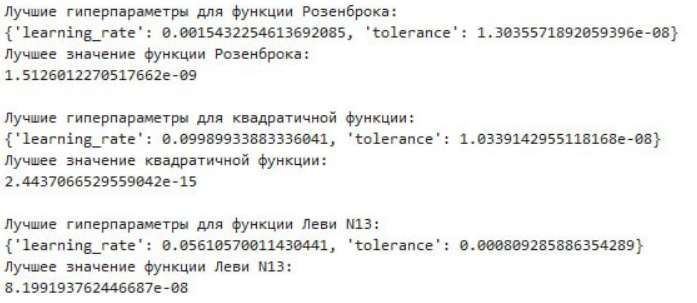 Лучшие гиперпараметры для функции Розенброка:
{'learning_rate': 0.0015432254613692085, 'tolerance': 1.3035571892059396e-08}
Лучшее значение функции Розенброка:
1.5126012270517662e-09
Лучшие гиперпараметры для квадратичной функции:
{'learning_rate': 0.09989933883336041, 'tolerance': 1.0339142955118168e-08}
Лучшее значение квадратичной функции:
2.4437066529559042e-15
Лучшие гиперпараметры для функции Леви N13:
{'learning_rate': 0.05610570011430441, 'tolerance': 0.000809285886354289}
Лучшее значение функции Леви N13:
8.199193762446687e-08